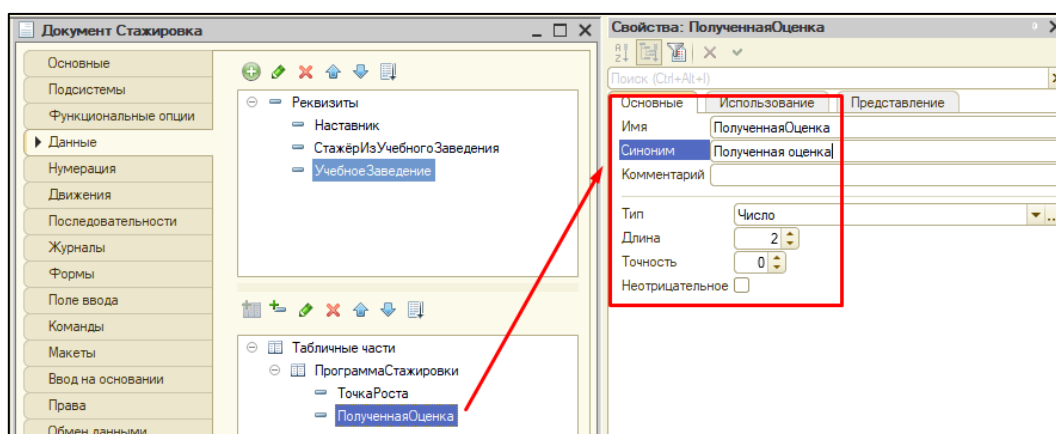 Документ Стажировка
Основные
Подсистемы
Функциональные опции
Данные
Нумерация
Движения
Последовательности
Журналы
Формы
Поле ввода
Команды
Макеты
Ввод на основании
Права
Обмен данными
Реквизиты
Наставник
СтажёрИзУчебногоЗаведения
УчебноеЗаведение
Табличные части
ПрограммаСтажировки
ТочкаРоста
ПолученнаяОценка
Свойства: ПолученнаяОценка
Поиск (Ctrl+Alt+I)
Основные Использование Представление
Имя ПолученнаяОценка
Синоним Полученная оценка
Комментарий
Тип Число
Длина 2
Точность 0
Неотрицательное